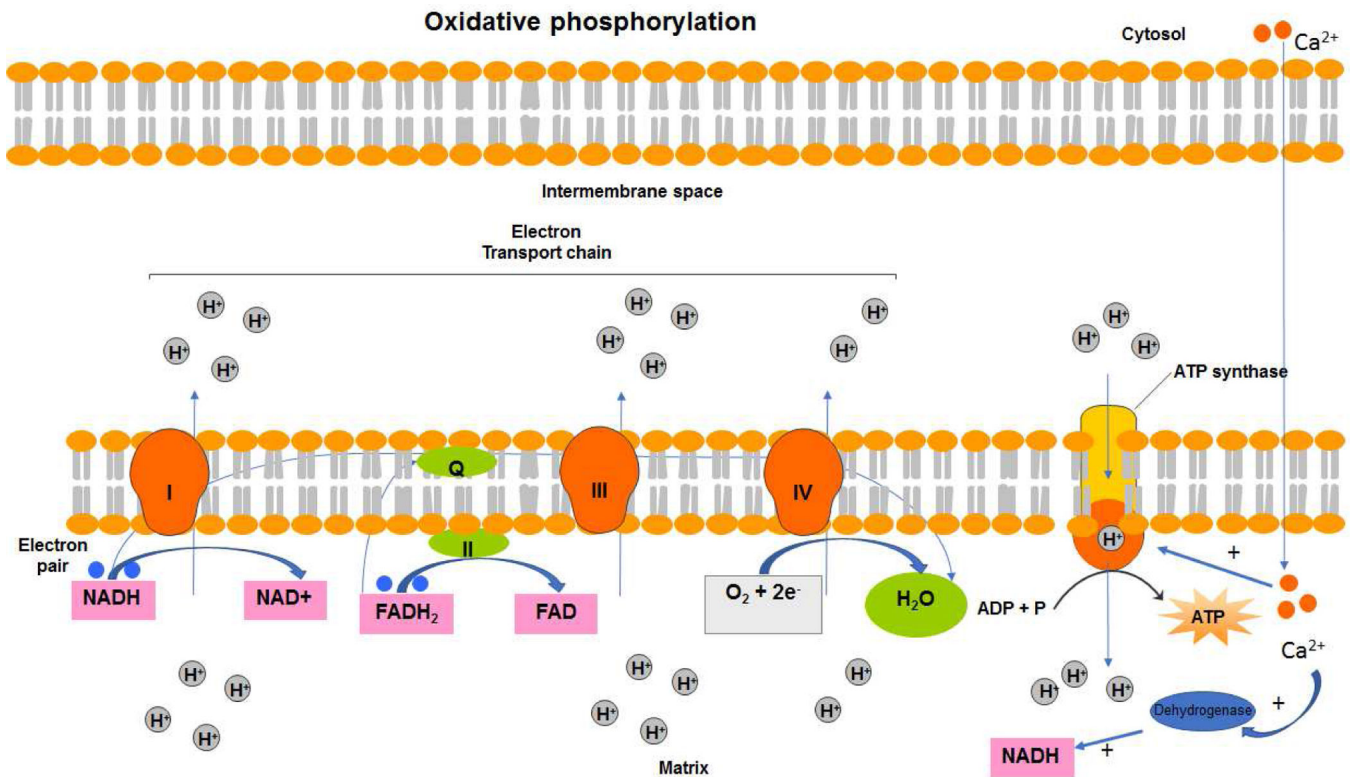 Oxidative phosphorylation
Cytosol
Ca²⁺
Intermembrane space
Electron
Transport chain
H⁺
H⁺
H⁺
H⁺
H⁺
H⁺
H⁺
H⁺
H⁺
H⁺
H⁺
H⁺
H⁺
ATP synthase
I
Q
III
IV
II
H⁺
Electron
pair
NADH
NAD+
FADH₂
FAD
O₂ + 2e⁻
H₂O
ADP + P
ATP
+
Ca²⁺
H⁺
H⁺
H⁺
H⁺
H⁺
H⁺
H⁺
H⁺
H⁺
H⁺
H⁺
H⁺
H⁺
Dehydrogenase
+
NADH
+
Matrix